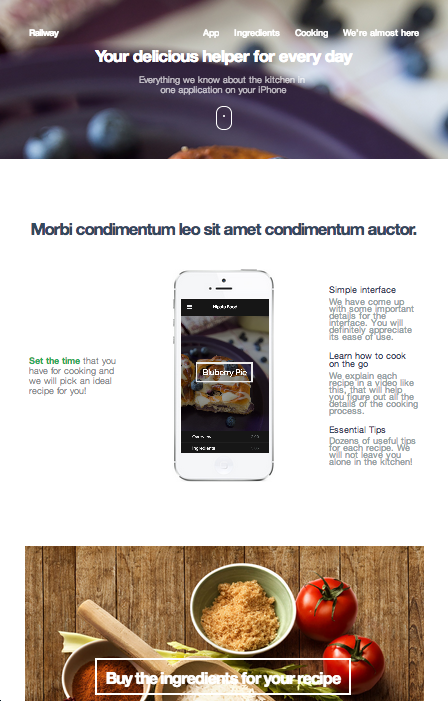 Railway
App Ingredients Cooking We're almost here
Your delicious helper for every day
Everything we know about the kitchen in
one application on your iPhone
Morbi condimentum leo sit amet condimentum auctor.
Set the time that you
have for cooking and
we will pick an ideal
recipe for you!
Hipsta Food
Bluberry Pie
Overview
Ingredients
Simple interface
We have come up
with some important
details for the
interface. You will
definitely appreciate
its ease of use.
Learn how to cook
on the go
We explain each
recipe in a video like
this, that will help
you figure out all the
details of the cooking
process.
Essential Tips
Dozens of useful tips
for each recipe. We
will not leave you
alone in the kitchen!
Buy the ingredients for your recipe